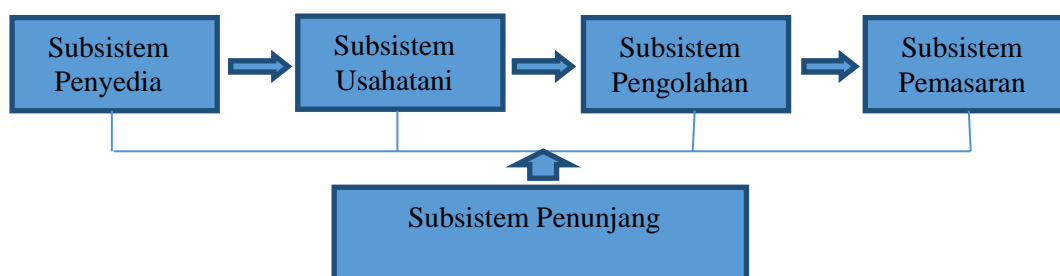 Subsistem
Penyedia
Subsistem
Usahatani
Subsistem
Pengolahan
Subsistem
Pemasaran
Subsistem Penunjang